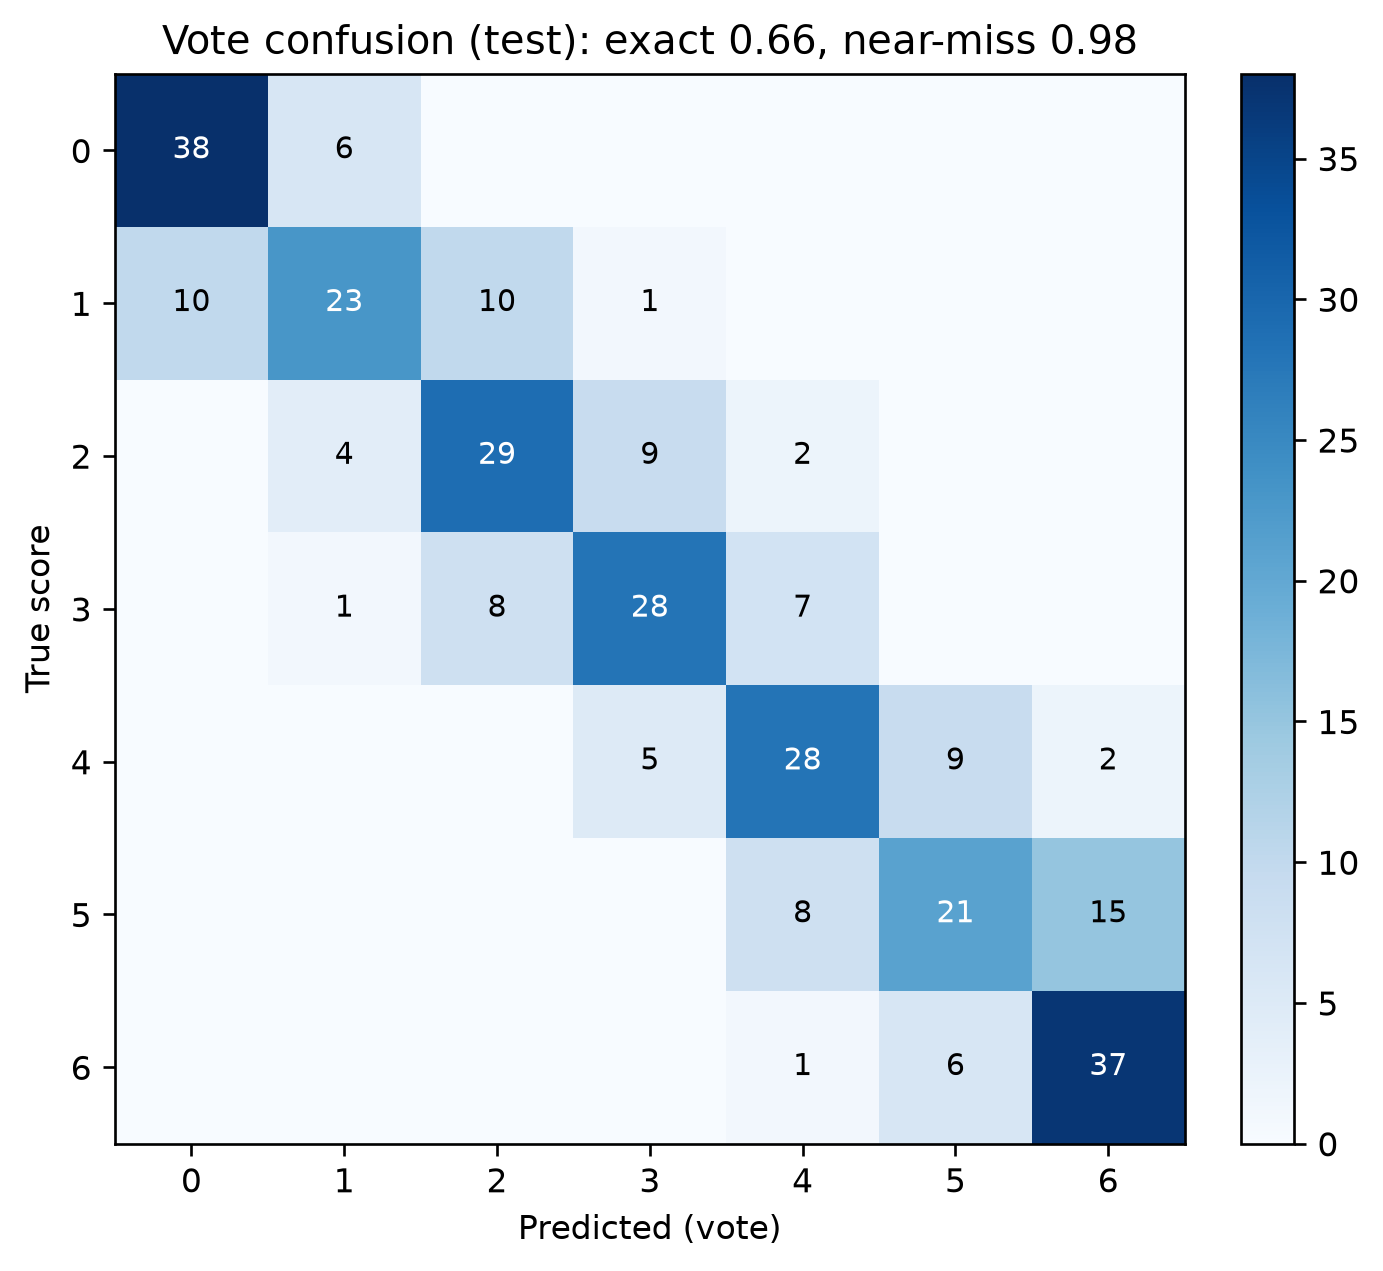 Vote confusion (test): exact 0.66, near-miss 0.98
0 38 6
1 10 23 10 1
2 4 29 9 2
3 1 8 28 7
4 5 28 9 2
5 8 21 15
6 1 6 37
0 1 2 3 4 5 6
Predicted (vote)
True score
35
30
25
20
15
10
5
0